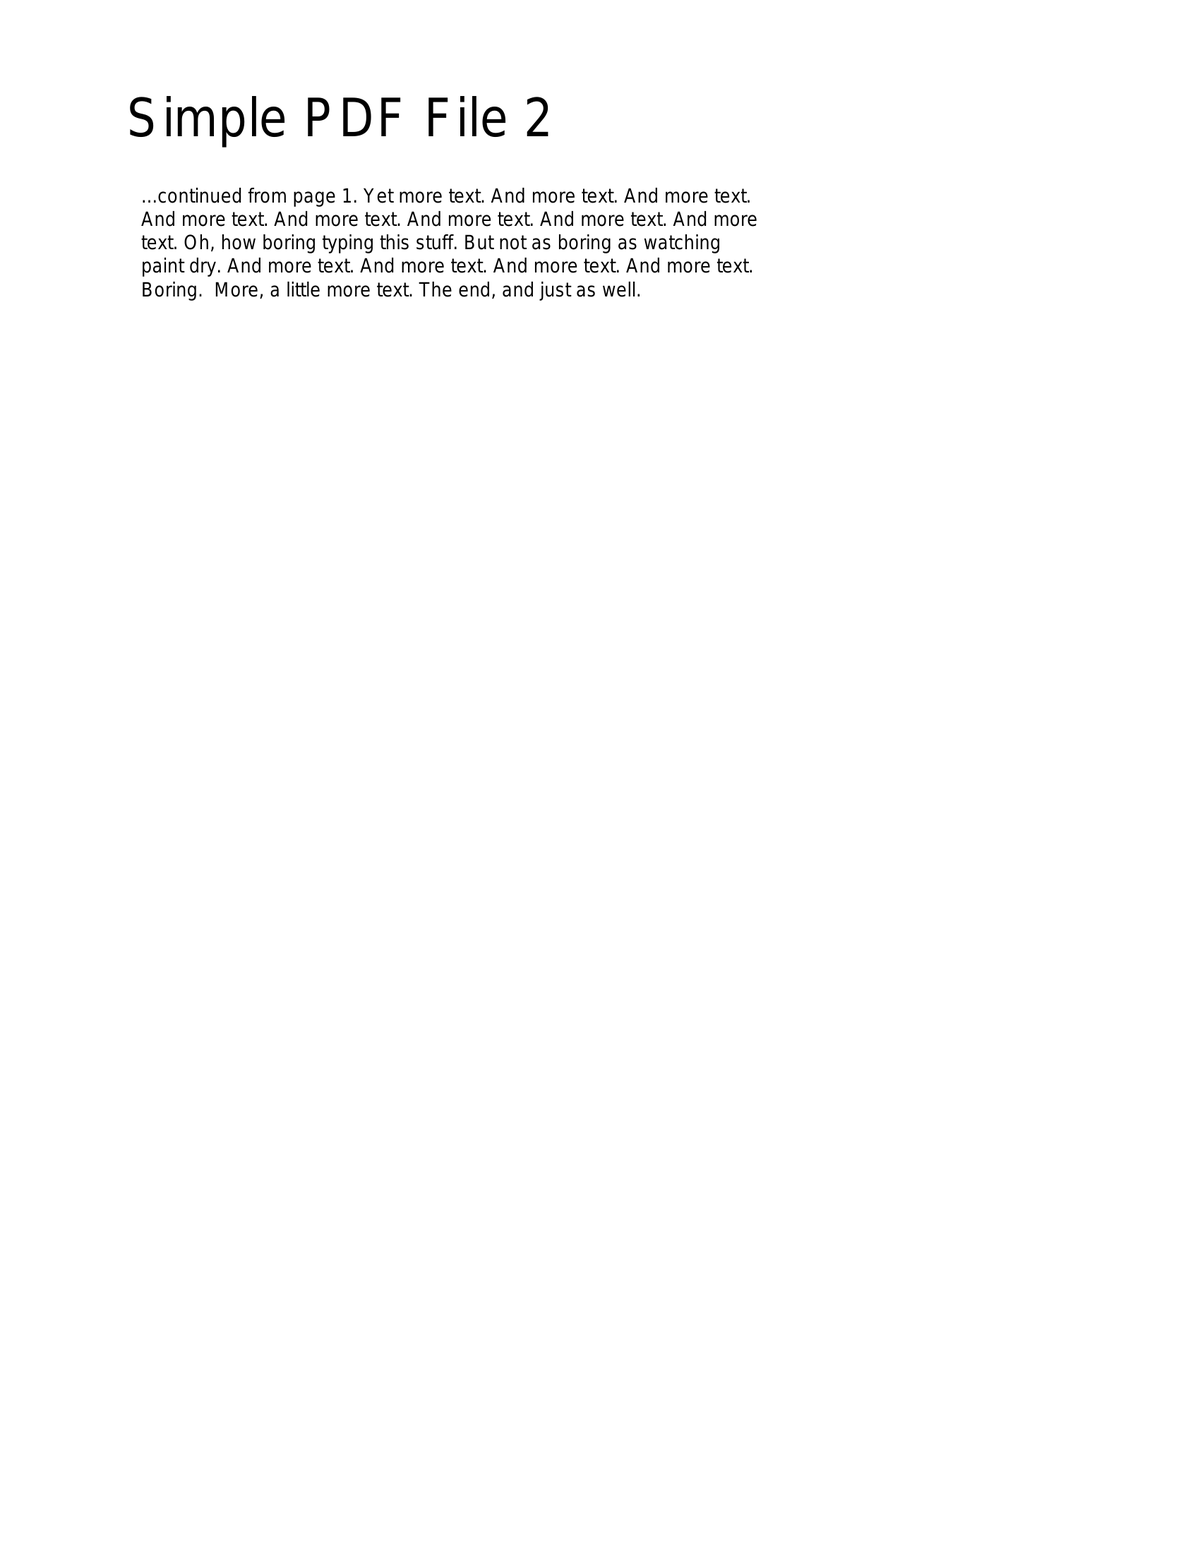 Simple PDF File 2
...continued from page 1. Yet more text. And more text. And more text.
And more text. And more text. And more text. And more text. And more
text. Oh, how boring typing this stuff. But not as boring as watching
paint dry. And more text. And more text. And more text. And more text.
Boring.  More, a little more text. The end, and just as well.